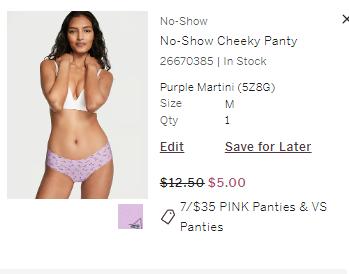 No-Show
No-Show Cheeky Panty
26670385 | In Stock
Purple Martini (5Z8G)
Size M
Qty 1
Edit Save for Later
$12.50 $5.00
7/$35 PINK Panties & VS
Panties